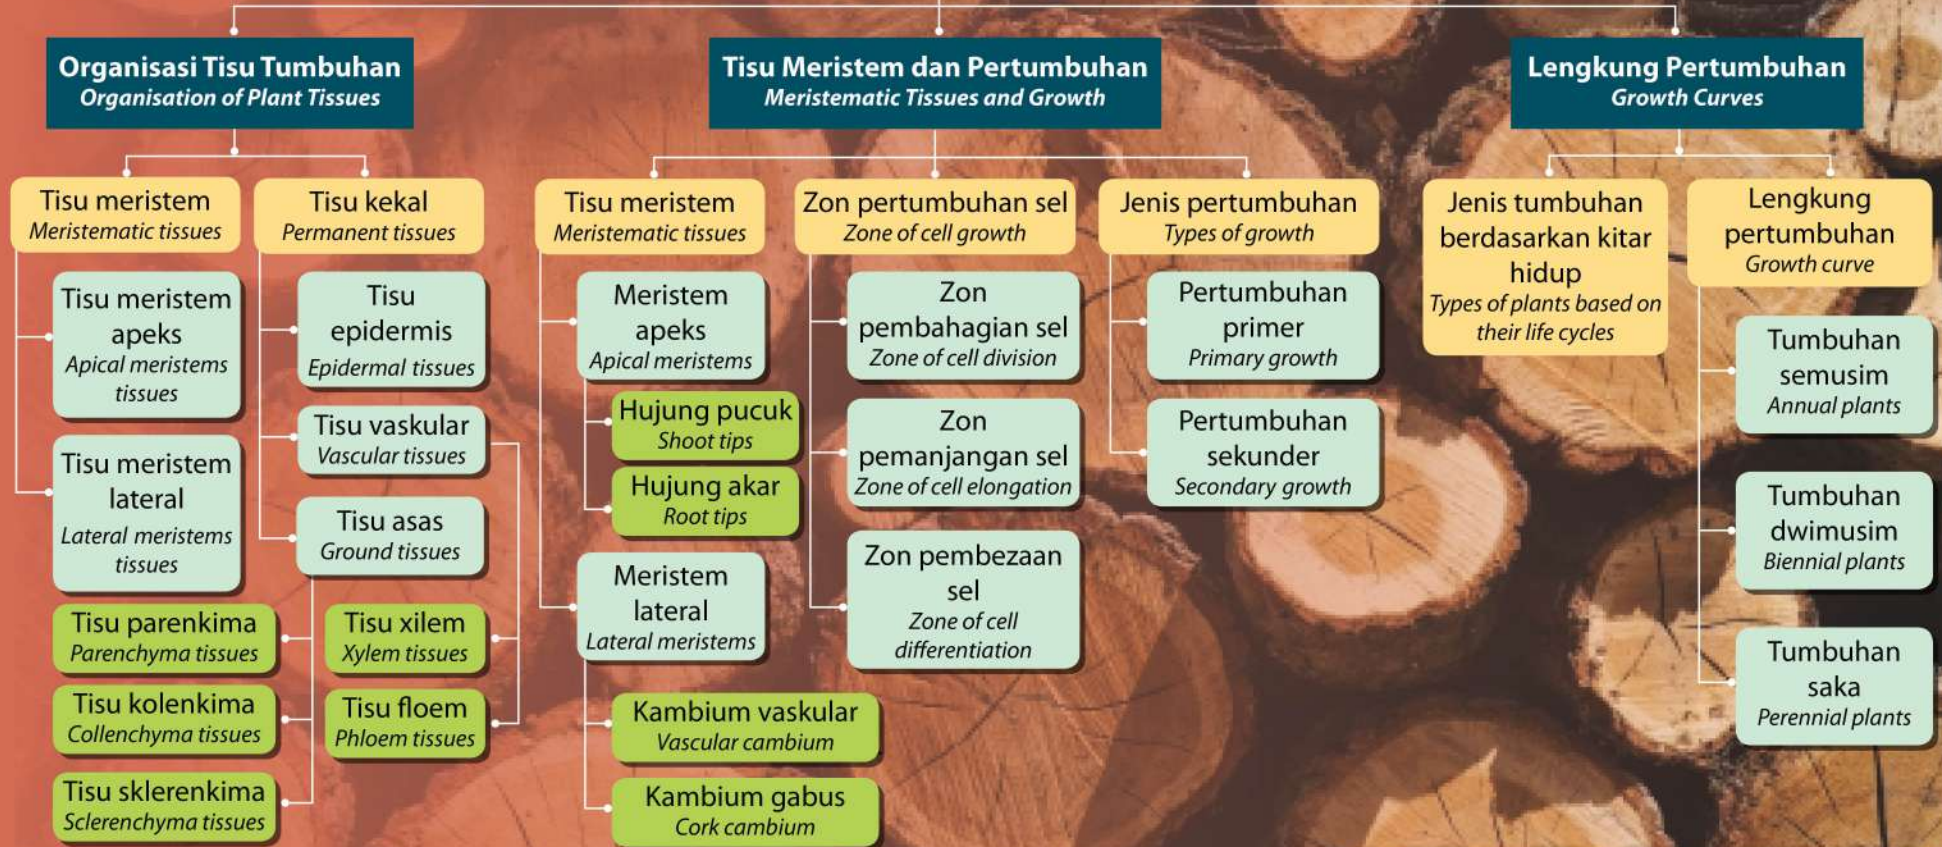 Organisasi Tisu Tumbuhan
Organisation of Plant Tissues
Tisu meristem
Meristematic tissues
Tisu meristem
apeks
Apical meristems
tissues
Tisu meristem
lateral
Lateral meristems
tissues
Tisu kekal
Permanent tissues
Tisu
epidermis
Epidermal tissues
Tisu vaskular
Vascular tissues
Tisu asas
Ground tissues
Tisu parenkima
Parenchyma tissues
Tisu kolenkima
Collenchyma tissues
Tisu sklerenkima
Sclerenchyma tissues
Tisu xilem
Xylem tissues
Tisu floem
Phloem tissues
Tisu Meristem dan Pertumbuhan
Meristematic Tissues and Growth
Tisu meristem
Meristematic tissues
Meristem
apeks
Apical meristems
Hujung pucuk
Shoot tips
Hujung akar
Root tips
Meristem
lateral
Lateral meristems
Kambium vaskular
Vascular cambium
Kambium gabus
Cork cambium
Zon pertumbuhan sel
Zone of cell growth
Zon
pembahagian sel
Zone of cell division
Zon
pemanjangan sel
Zone of cell elongation
Zon pembezaan
sel
Zone of cell
differentiation
Jenis pertumbuhan
Types of growth
Pertumbuhan
primer
Primary growth
Pertumbuhan
sekunder
Secondary growth
Lengkung Pertumbuhan
Growth Curves
Jenis tumbuhan
berdasarkan kitar
hidup
Types of plants based on
their life cycles
Lengkung
pertumbuhan
Growth curve
Tumbuhan
semusim
Annual plants
Tumbuhan
dwimusim
Biennial plants
Tumbuhan
saka
Perennial plants